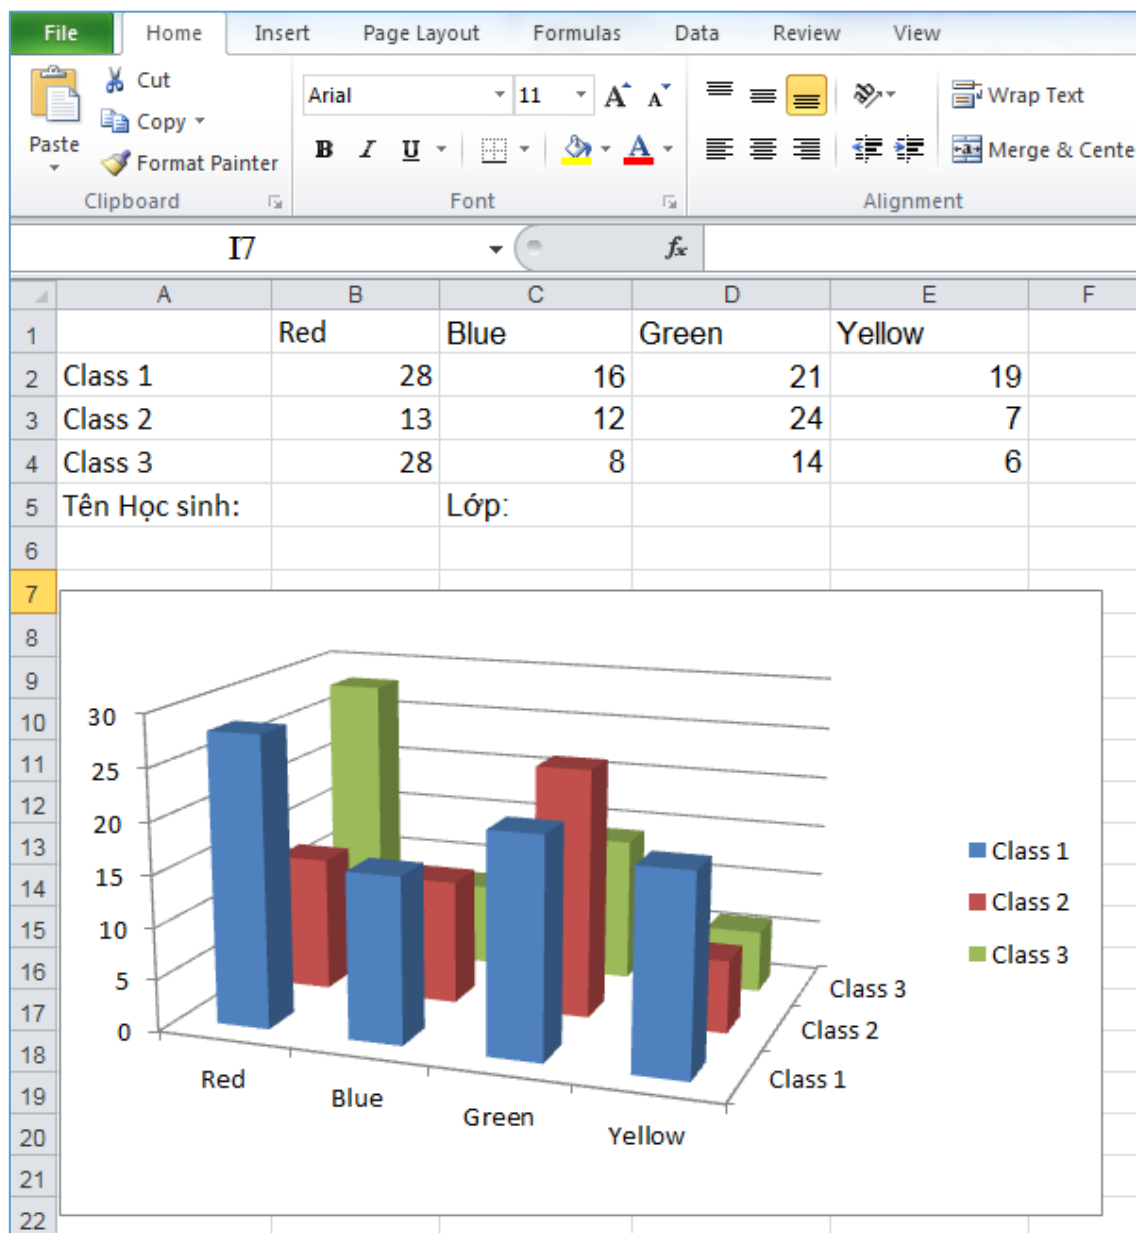 File Home Insert Page Layout Formulas Data Review View
Cut
Arial 11 A A Wrap Text
Copy
Paste B I U A Merge & Cente
Format Painter
Clipboard Font Alignment
I7 fx
A B C D E F
1 Red Blue Green Yellow
2 Class 1 28 16 21 19
3 Class 2 13 12 24 7
4 Class 3 28 8 14 6
5 Tên Học sinh: Lớp:
6
7
8
9
10
11
12
13
14
15
16
17
18
19
20
21
22
30
25
20
15
10
5
0
Red
Blue
Green
Yellow
Class 3
Class 2
Class 1
Class 1
Class 2
Class 3